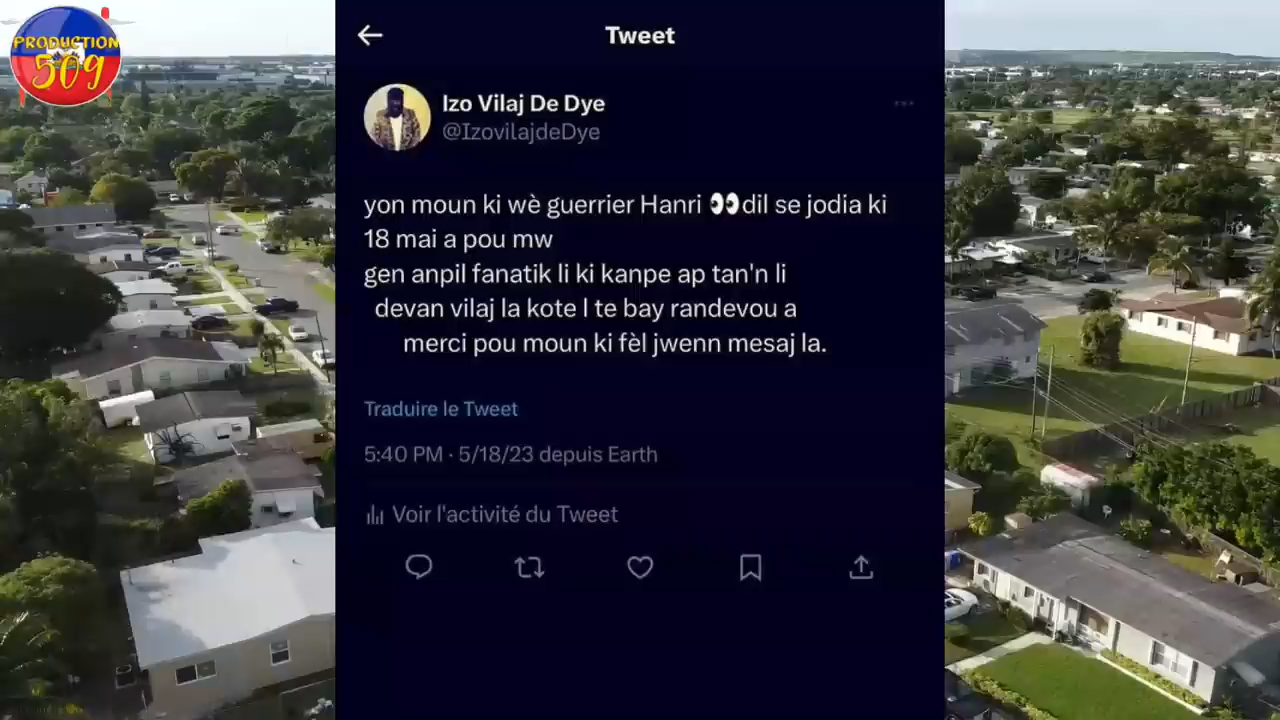 PRODUCTION
509
Tweet
Izo Vilaj De Dye
@IzovilajdeDye
yon moun ki wè guerrier Hanri 👀dil se jodia ki
18 mai a pou mw
gen anpil fanatik li ki kanpe ap tan'n li
devan vilaj la kote l te bay randevou a
merci pou moun ki fèl jwenn mesaj la.
Traduire le Tweet
5:40 PM · 5/18/23 depuis Earth
Voir l'activité du Tweet